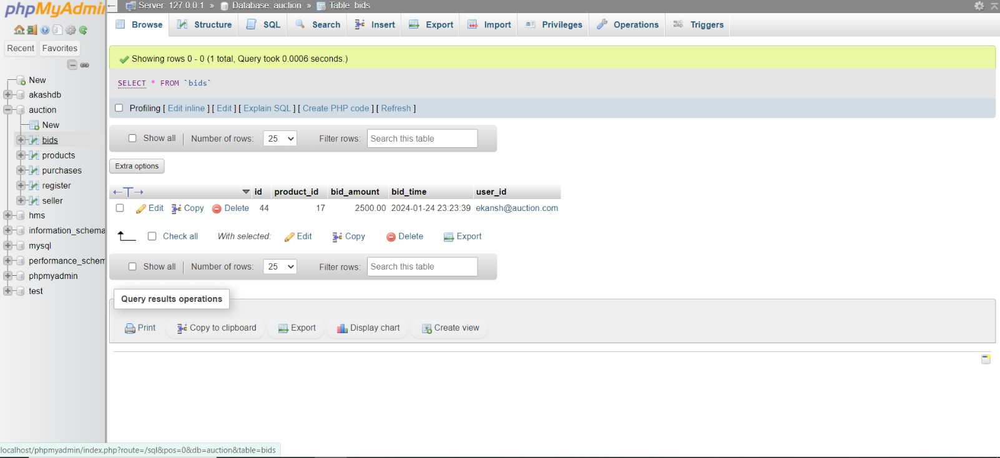 phpMyAdmin
Server: 127.0.0.1 » Database: auction » Table: bids
Browse Structure SQL Search Insert Export Import Privileges Operations Triggers
Recent Favorites
New
akashdb
auction
New
bids
products
purchases
register
seller
hms
information_schema
mysql
performance_schem
phpmyadmin
test
Showing rows 0 - 0 (1 total, Query took 0.0006 seconds.)
SELECT * FROM `bids`
Profiling [ Edit inline ] [ Edit ] [ Explain SQL ] [ Create PHP code ] [ Refresh ]
Show all | Number of rows: 25 Filter rows: Search this table
Extra options
←T→ id product_id bid_amount bid_time user_id
Edit Copy Delete 44 17 2500.00 2024-01-24 23:23:39 ekansh@auction.com
Check all With selected: Edit Copy Delete Export
Show all | Number of rows: 25 Filter rows: Search this table
Query results operations
Print Copy to clipboard Export Display chart Create view
localhost/phpmyadmin/index.php?route=/sql&pos=0&db=auction&table=bids